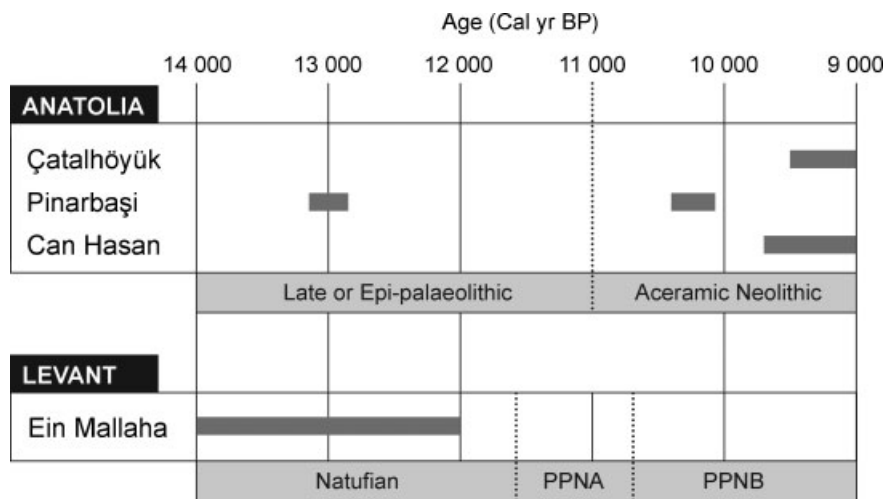 Age (Cal yr BP)
14 000 13 000 12 000 11 000 10 000 9 000
ANATOLIA
Çatalhöyük
Pinarbaşi
Can Hasan
Late or Epi-palaeolithic Aceramic Neolithic
LEVANT
Ein Mallaha
Natufian PPNA PPNB